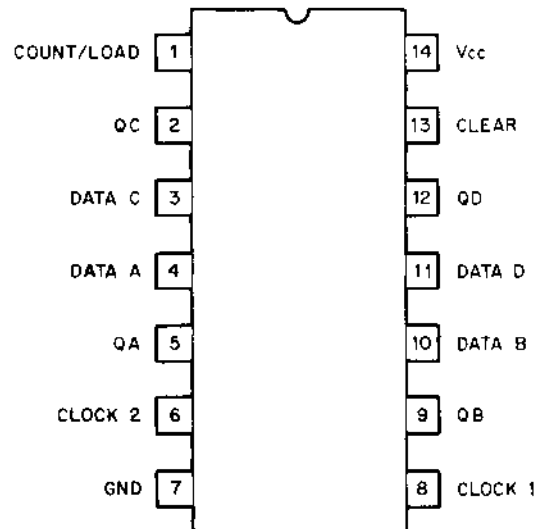 COUNT/LOAD 1 14 Vcc
QC 2 13 CLEAR
DATA C 3 12 QD
DATA A 4 11 DATA D
QA 5 10 DATA B
CLOCK 2 6 9 QB
GND 7 8 CLOCK 1